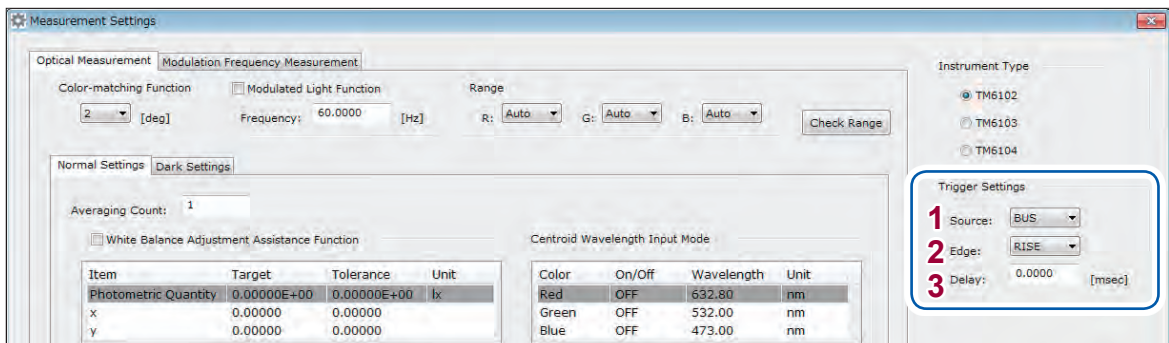 Measurement Settings
Optical Measurement Modulation Frequency Measurement
Color-matching Function Modulated Light Function Range
2 [deg] Frequency: 60.0000 [Hz] R: Auto G: Auto B: Auto Check Range
Normal Settings Dark Settings
Averaging Count: 1
White Balance Adjustment Assistance Function Centroid Wavelength Input Mode
Item Target Tolerance Unit Color On/Off Wavelength Unit
Photometric Quantity 0.00000E+00 0.00000E+00 lx Red OFF 632.80 nm
x 0.00000 0.00000 Green OFF 532.00 nm
y 0.00000 0.00000 Blue OFF 473.00 nm
Instrument Type
TM6102
TM6103
TM6104
Trigger Settings
1 Source: BUS
2 Edge: RISE
3 Delay: 0.0000 [msec]